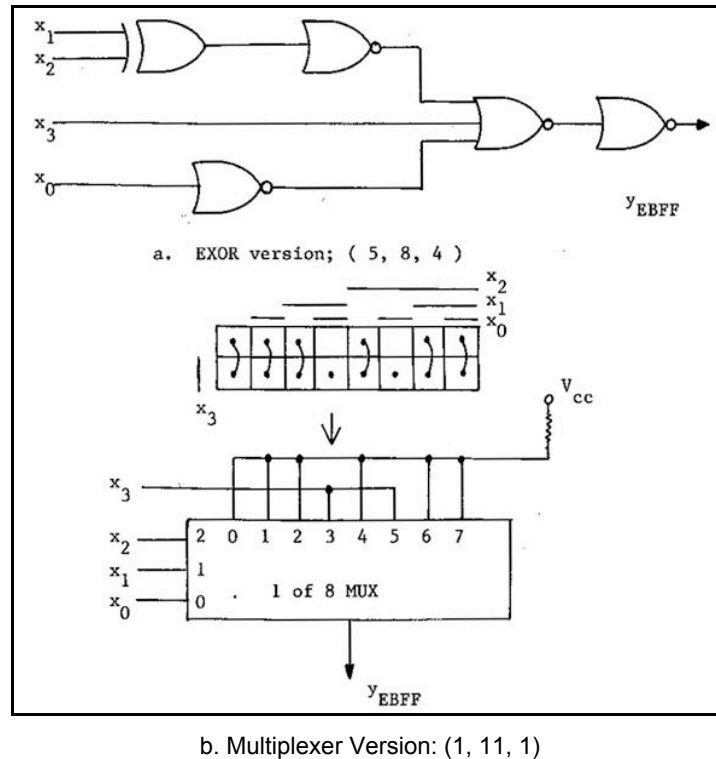 x1
x2
x3
x0
yEBFF
a. EXOR version; ( 5, 8, 4 )
x2
x1
x0
x3
Vcc
x3
x2 2 0 1 2 3 4 5 6 7
x1 1
x0 0 . 1 of 8 MUX
yEBFF
b. Multiplexer Version: (1, 11, 1)